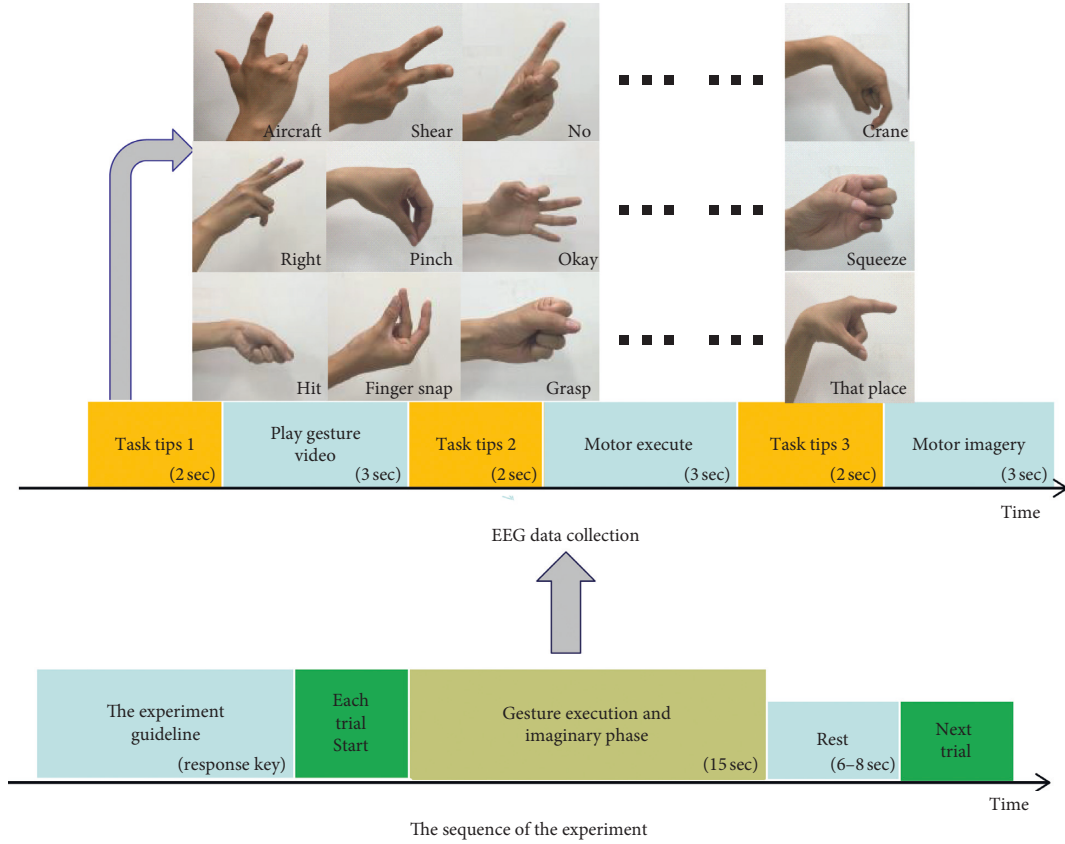 Aircraft
Shear
No
Crane
Right
Pinch
Okay
Squeeze
Hit
Finger snap
Grasp
That place
Task tips 1
(2 sec)
Play gesture
video
(3 sec)
Task tips 2
(2 sec)
Motor execute
(3 sec)
Task tips 3
(2 sec)
Motor imagery
(3 sec)
Time
EEG data collection
The experiment
guideline
(response key)
Each
trial
Start
Gesture execution and
imaginary phase
(15 sec)
Rest
(6–8 sec)
Next
trial
Time
The sequence of the experiment